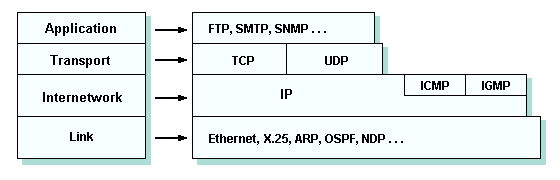 Application
FTP, SMTP, SNMP . . .
Transport
TCP
UDP
Internetwork
IP
ICMP
IGMP
Link
Ethernet, X.25, ARP, OSPF, NDP . . .